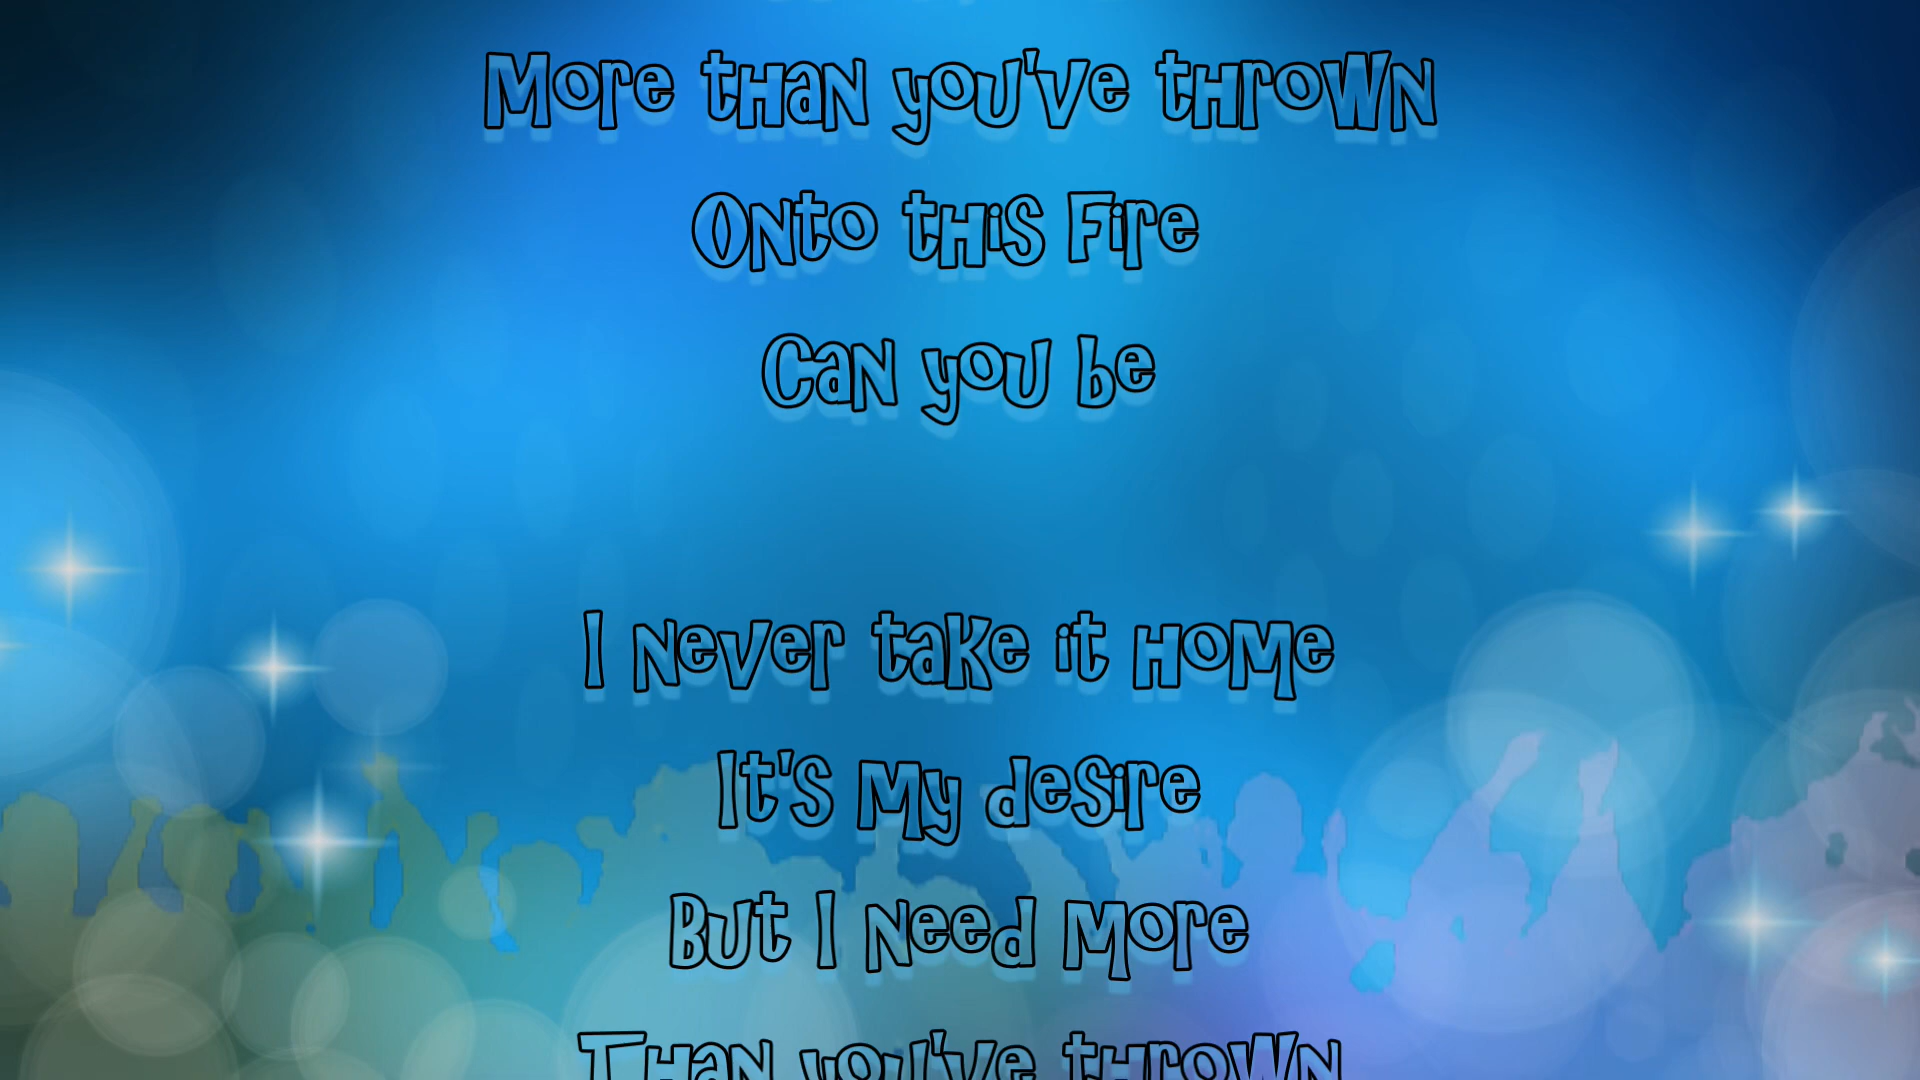 More than you've thrown
Onto this Fire
Can you be
I never take it home
It's my desire
But I need more
Than you've thrown